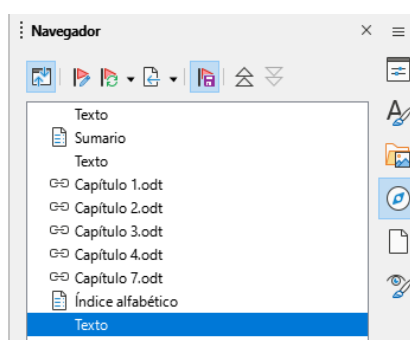 Navegador
Texto
Sumario
Texto
Capítulo 1.odt
Capítulo 2.odt
Capítulo 3.odt
Capítulo 4.odt
Capítulo 7.odt
Índice alfabético
Texto